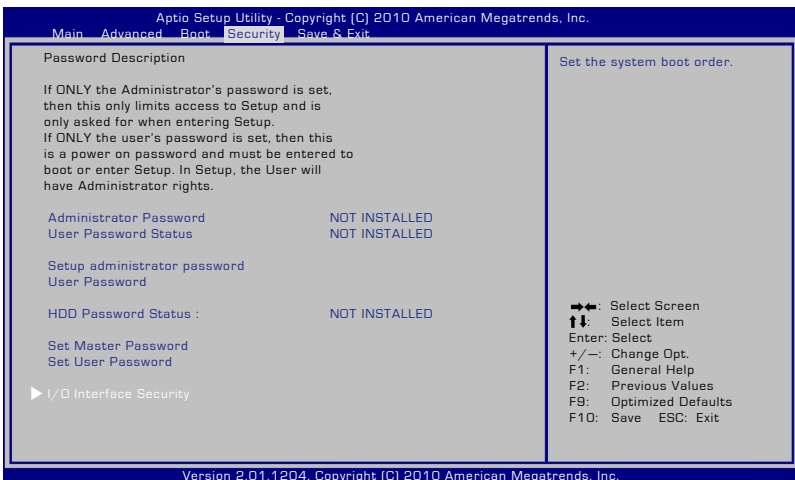 Aptio Setup Utility - Copyright (C) 2010 American Megatrends, Inc.
Main Advanced Boot Security Save & Exit
Password Description
If ONLY the Administrator's password is set,
then this only limits access to Setup and is
only asked for when entering Setup.
If ONLY the user's password is set, then this
is a power on password and must be entered to
boot or enter Setup. In Setup, the User will
have Administrator rights.
Administrator Password NOT INSTALLED
User Password Status NOT INSTALLED
Setup administrator password
User Password
HDD Password Status : NOT INSTALLED
Set Master Password
Set User Password
I/O Interface Security
Set the system boot order.
→←: Select Screen
↑↓: Select Item
Enter: Select
+/—: Change Opt.
F1: General Help
F2: Previous Values
F9: Optimized Defaults
F10: Save ESC: Exit
Version 2.01.1204. Copyright (C) 2010 American Megatrends, Inc.